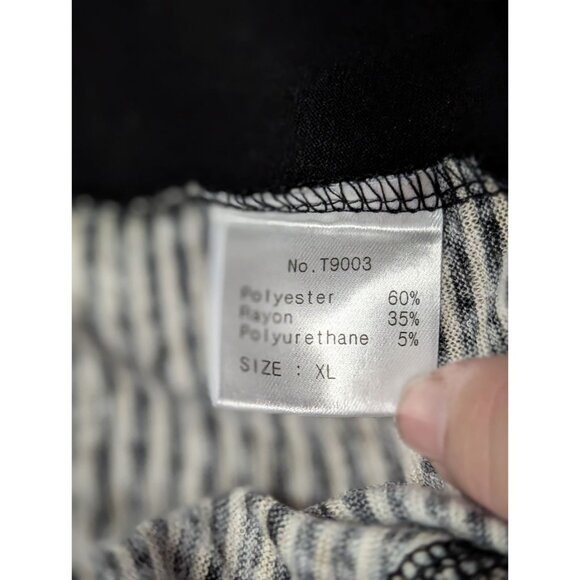 No.T9003
Polyester 60%
Rayon 35%
Polyurethane 5%
SIZE : XL